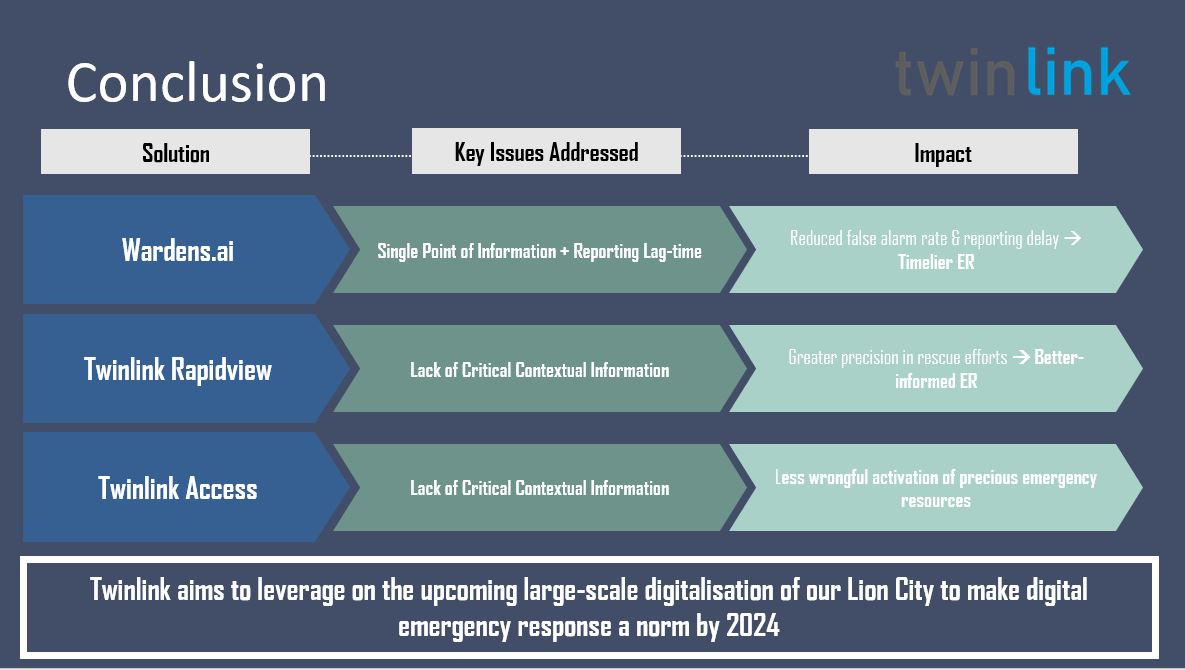 Conclusion
twinlink
Solution
Key Issues Addressed
Impact
Wardens.ai
Single Point of Information + Reporting Lag-time
Reduced false alarm rate & reporting delay →
Timelier ER
Twinlink Rapidview
Lack of Critical Contextual Information
Greater precision in rescue efforts → Better-
informed ER
Twinlink Access
Lack of Critical Contextual Information
Less wrongful activation of precious emergency
resources
Twinlink aims to leverage on the upcoming large-scale digitalisation of our Lion City to make digital
emergency response a norm by 2024